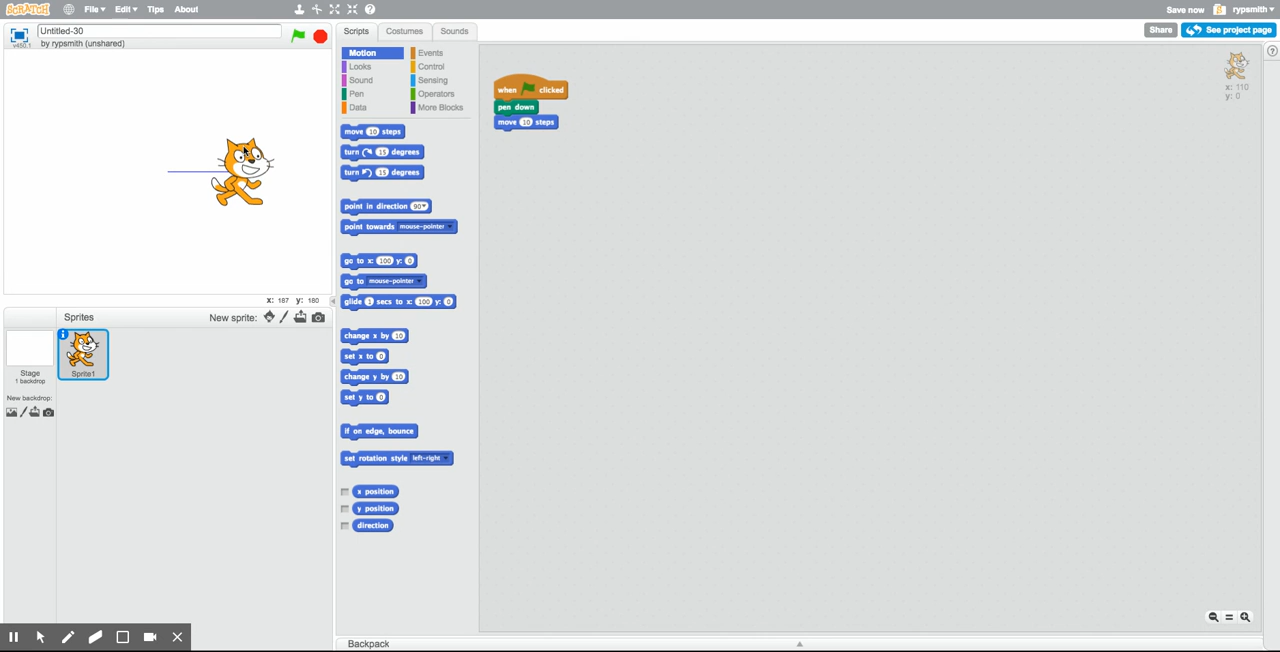 SCRATCH File▾ Edit▾ Tips About Save now rypsmith▾
v450.1 Untitled-30
by rypsmith (unshared)
Scripts Costumes Sounds
Share See project page
Motion Events
Looks Control
Sound Sensing
Pen Operators
Data More Blocks
move 10 steps
turn 15 degrees
turn 15 degrees
point in direction 90▾
point towards mouse-pointer
go to x: 100 y: 0
go to mouse-pointer
glide 1 secs to x: 100 y: 0
change x by 10
set x to 0
change y by 10
set y to 0
if on edge, bounce
set rotation style left-right
x position
y position
direction
when clicked
pen down
move 10 steps
x: 110
y: 0
x: 187 y: 180
Sprites New sprite:
Stage
1 backdrop
New backdrop:
Sprite1
Backpack